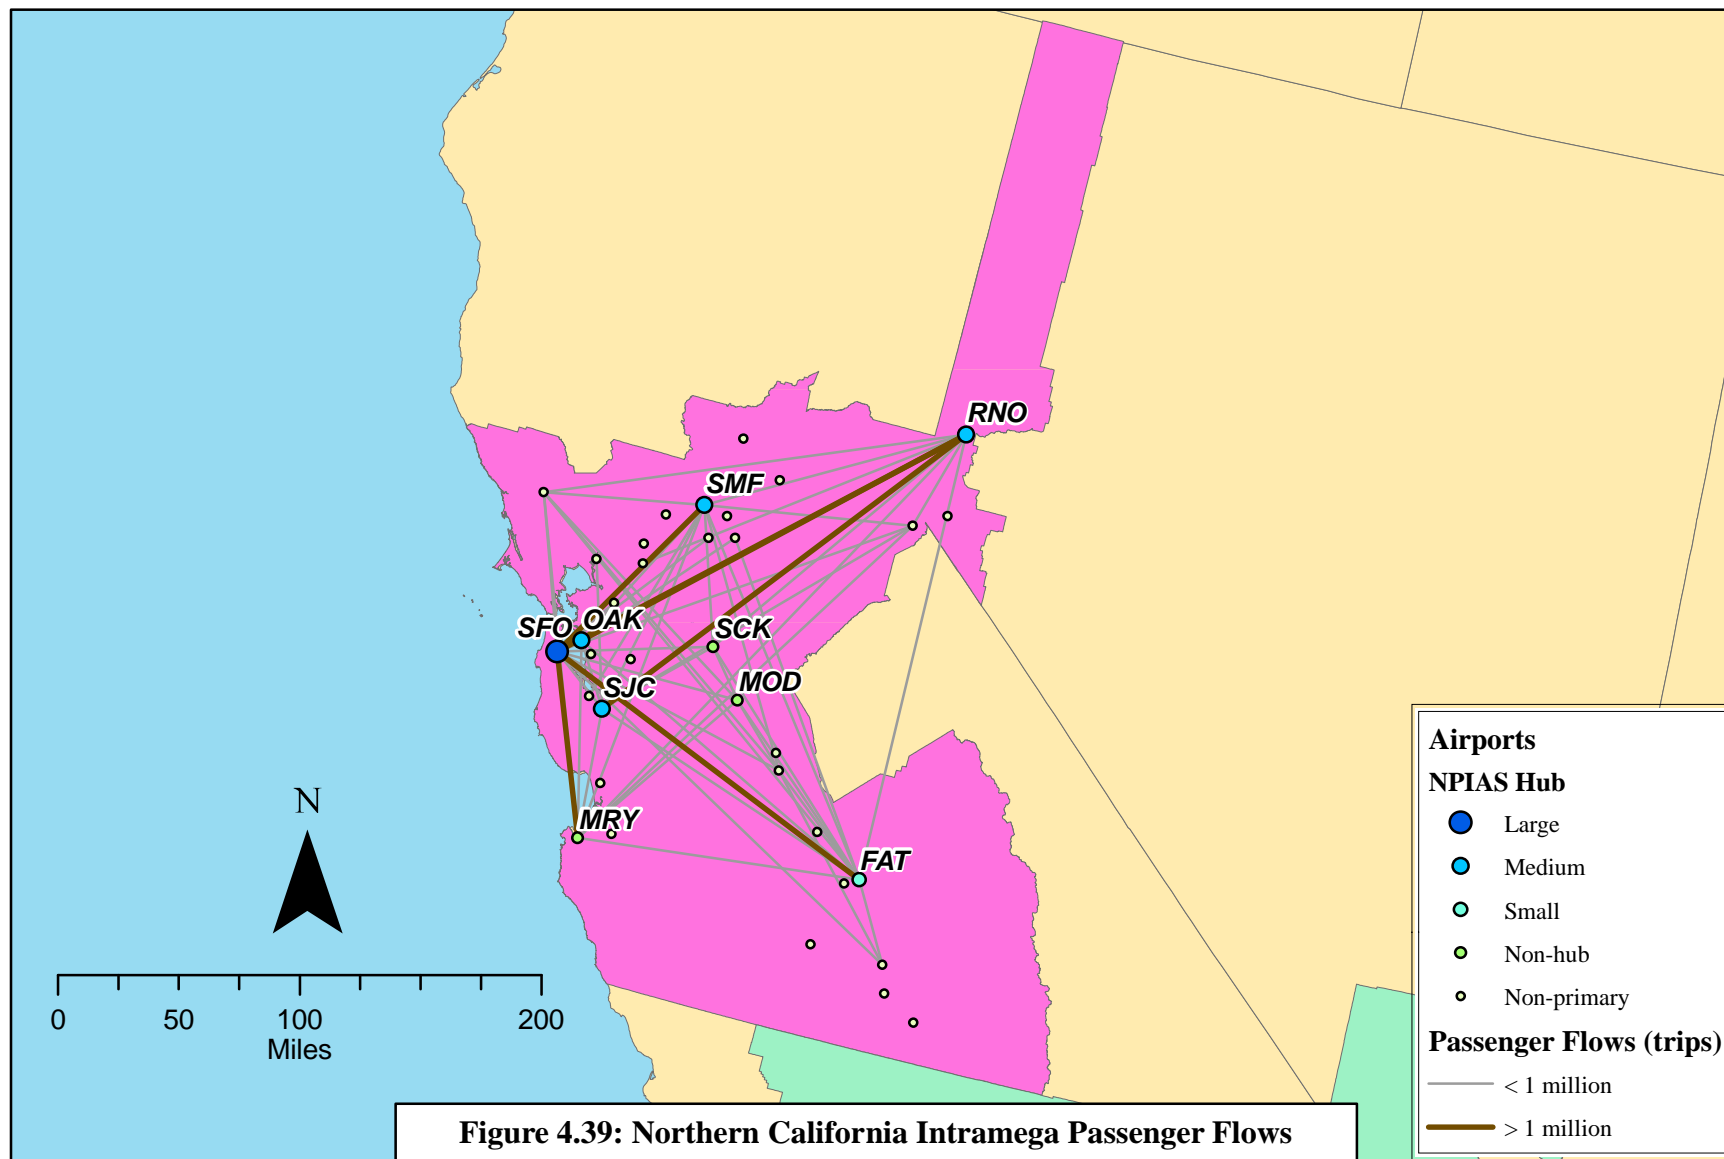 RNO
SMF
SFO
OAK
SCK
SJC
MOD
MRY
FAT
N
0 50 100 200
Miles
Airports
NPIAS Hub
Large
Medium
Small
Non-hub
Non-primary
Passenger Flows (trips)
< 1 million
> 1 million
Figure 4.39: Northern California Intramega Passenger Flows